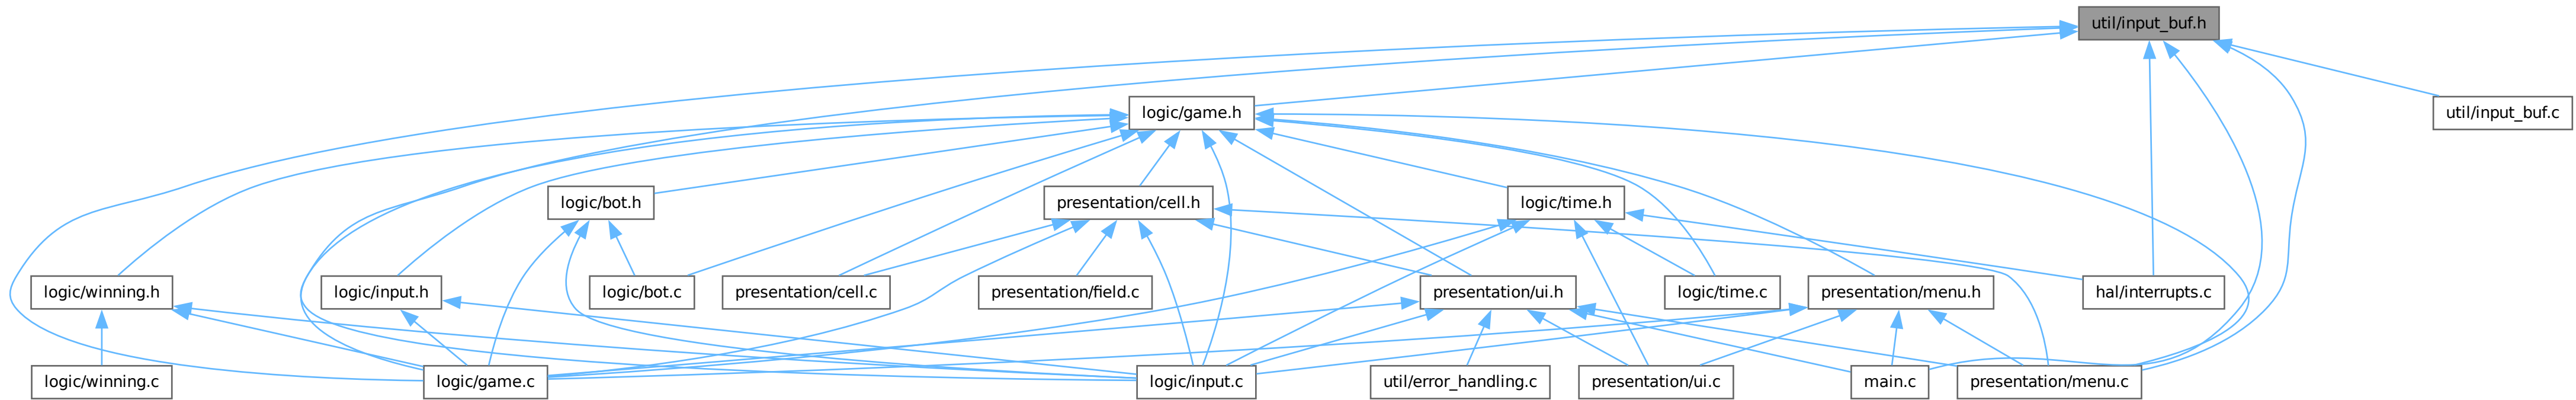 util/input_buf.h
logic/game.h
util/input_buf.c
logic/bot.h
presentation/cell.h
logic/time.h
logic/winning.h
logic/input.h
logic/bot.c
presentation/cell.c
presentation/field.c
presentation/ui.h
logic/time.c
presentation/menu.h
hal/interrupts.c
logic/winning.c
logic/game.c
logic/input.c
util/error_handling.c
presentation/ui.c
main.c
presentation/menu.c